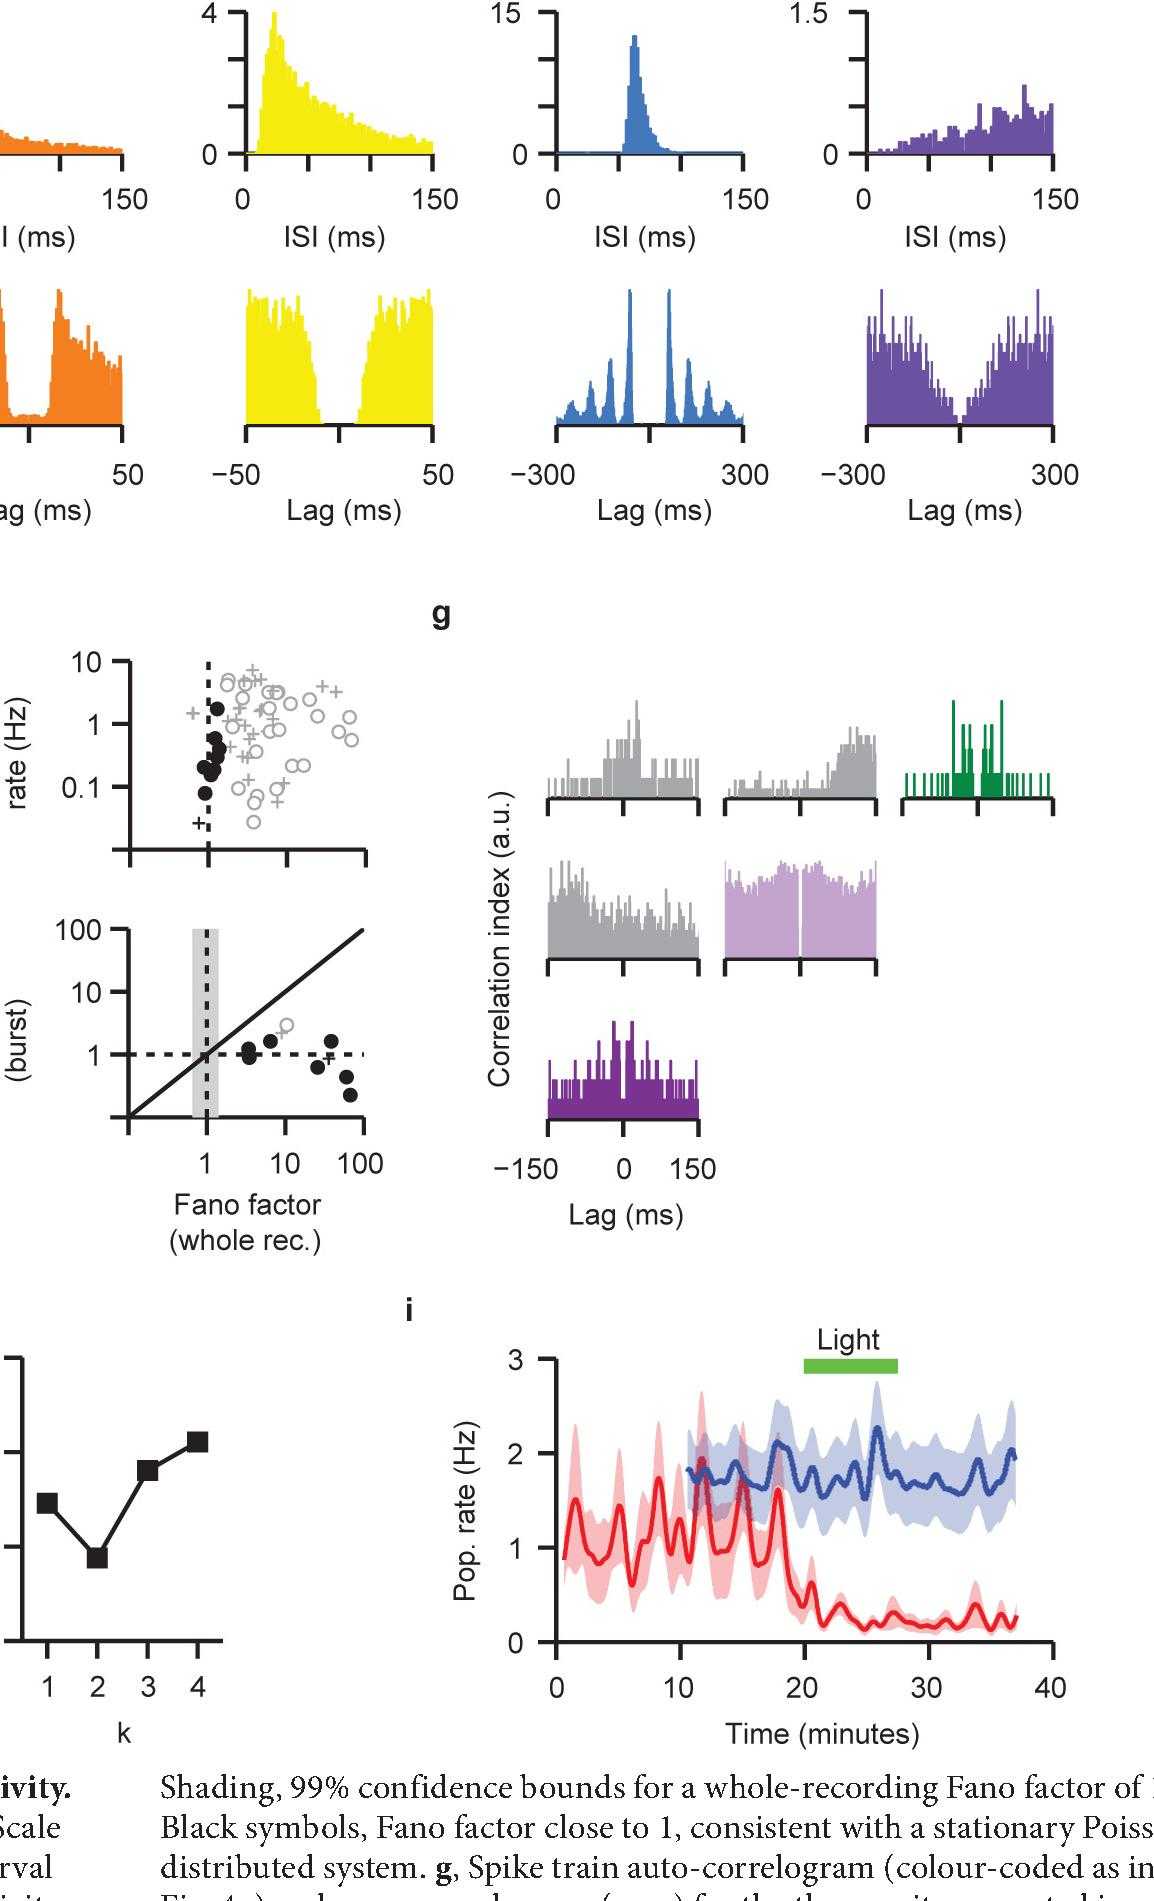 4
0
0
150
15
0
0
150
1.5
0
0
150
150
I (ms)
ISI (ms)
ISI (ms)
ISI (ms)
50
−50
50
−300
300
−300
300
ag (ms)
Lag (ms)
Lag (ms)
Lag (ms)
10
1
0.1
rate (Hz)
100
10
1
(burst)
1
10
100
Fano factor
(whole rec.)
g
Correlation index (a.u.)
−150
0
150
Lag (ms)
1
2
3
4
k
i
Light
3
2
1
0
Pop. rate (Hz)
0
10
20
30
40
Time (minutes)
ivity.
Scale
rval
Shading, 99% confidence bounds for a whole-recording Fano factor of 1
Black symbols, Fano factor close to 1, consistent with a stationary Poiss
distributed system. g, Spike train auto-correlogram (colour-coded as in